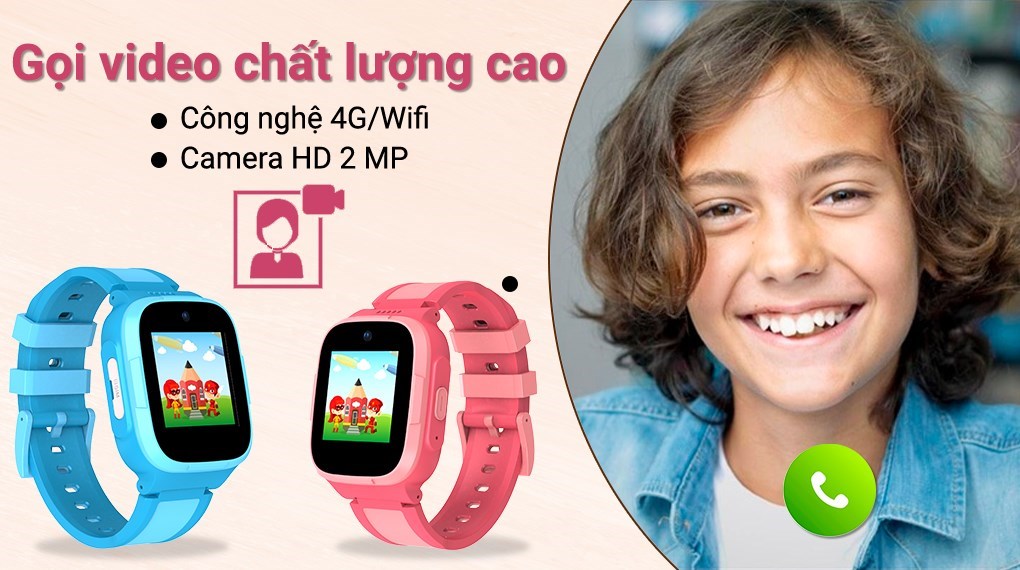 Gọi video chất lượng cao
● Công nghệ 4G/Wifi
● Camera HD 2 MP